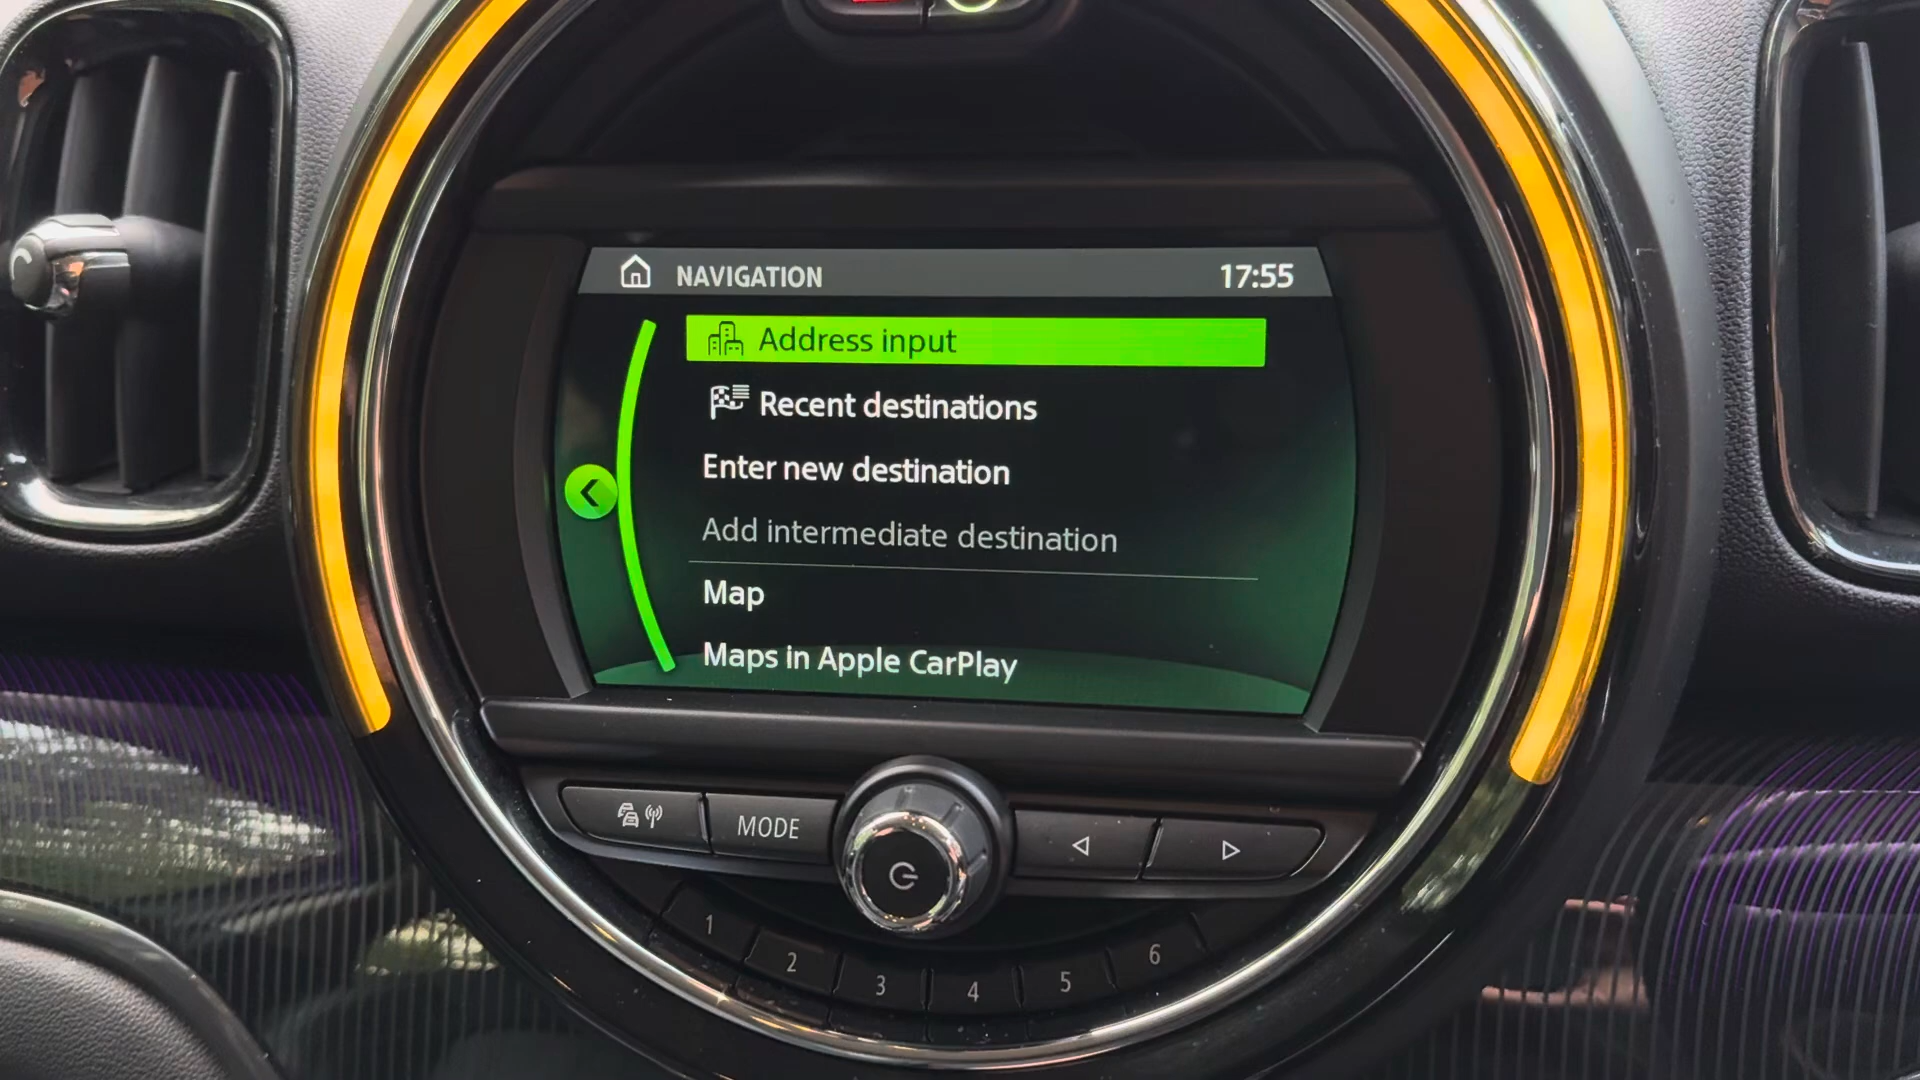 NAVIGATION 17:55
Address input
Recent destinations
Enter new destination
Add intermediate destination
Map
Maps in Apple CarPlay
MODE
1 2 3 4 5 6